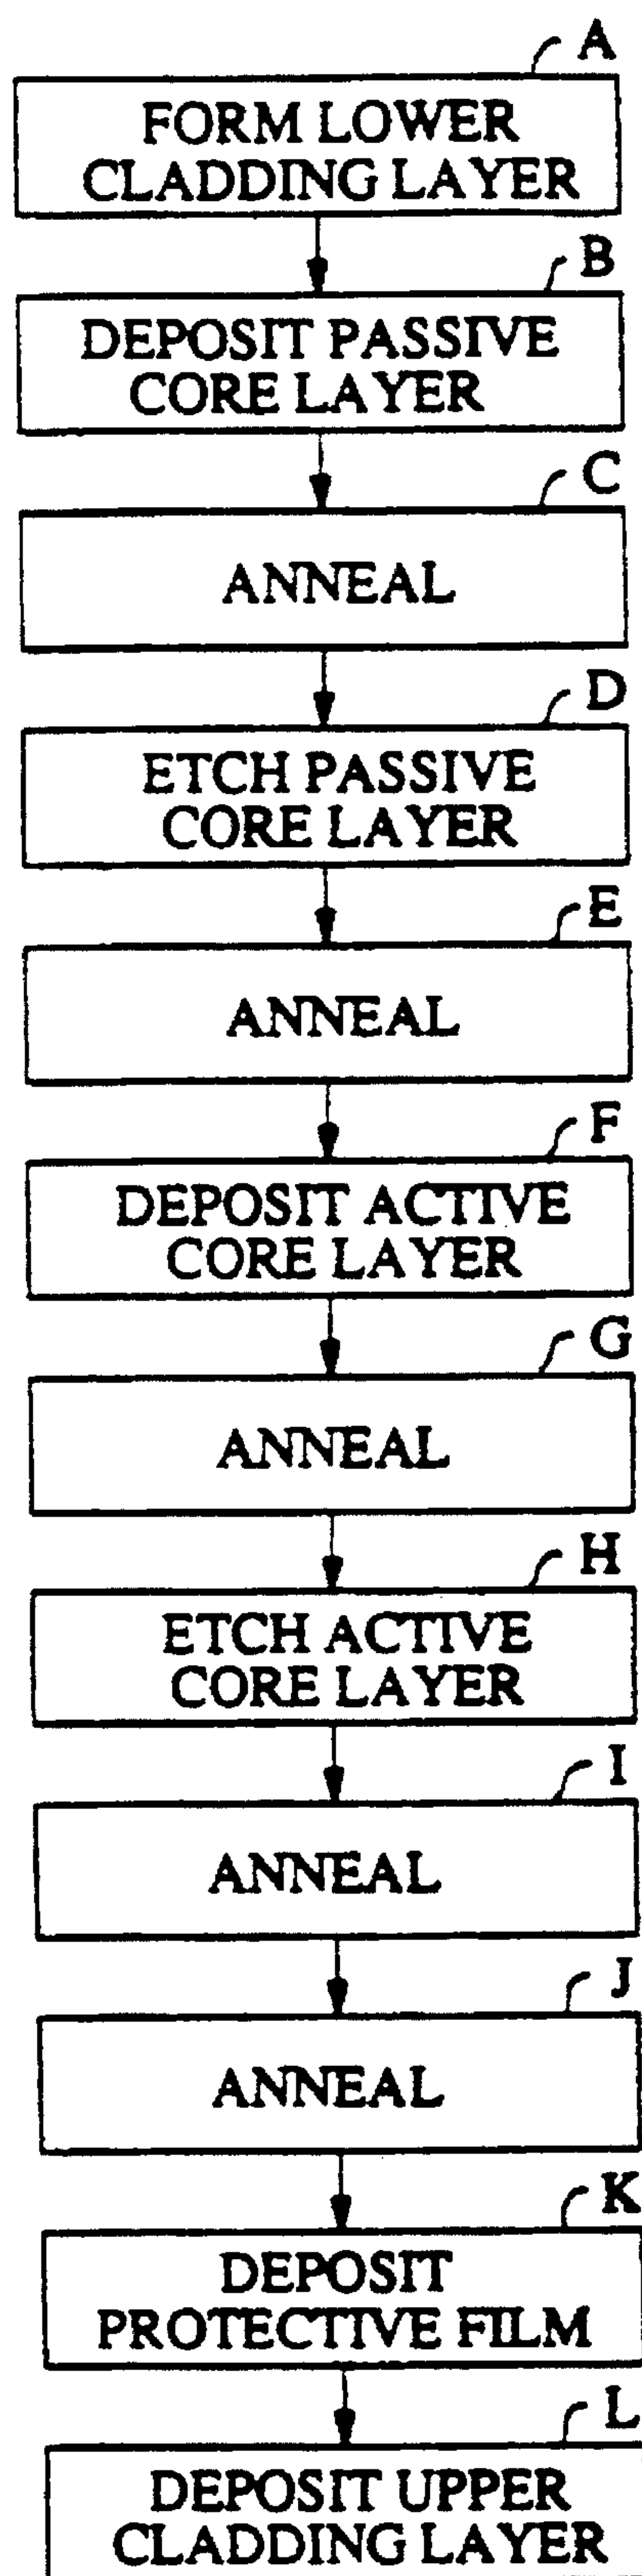 A
FORM LOWER
CLADDING LAYER
B
DEPOSIT PASSIVE
CORE LAYER
C
ANNEAL
D
ETCH PASSIVE
CORE LAYER
E
ANNEAL
F
DEPOSIT ACTIVE
CORE LAYER
G
ANNEAL
H
ETCH ACTIVE
CORE LAYER
I
ANNEAL
J
ANNEAL
K
DEPOSIT
PROTECTIVE FILM
L
DEPOSIT UPPER
CLADDING LAYER